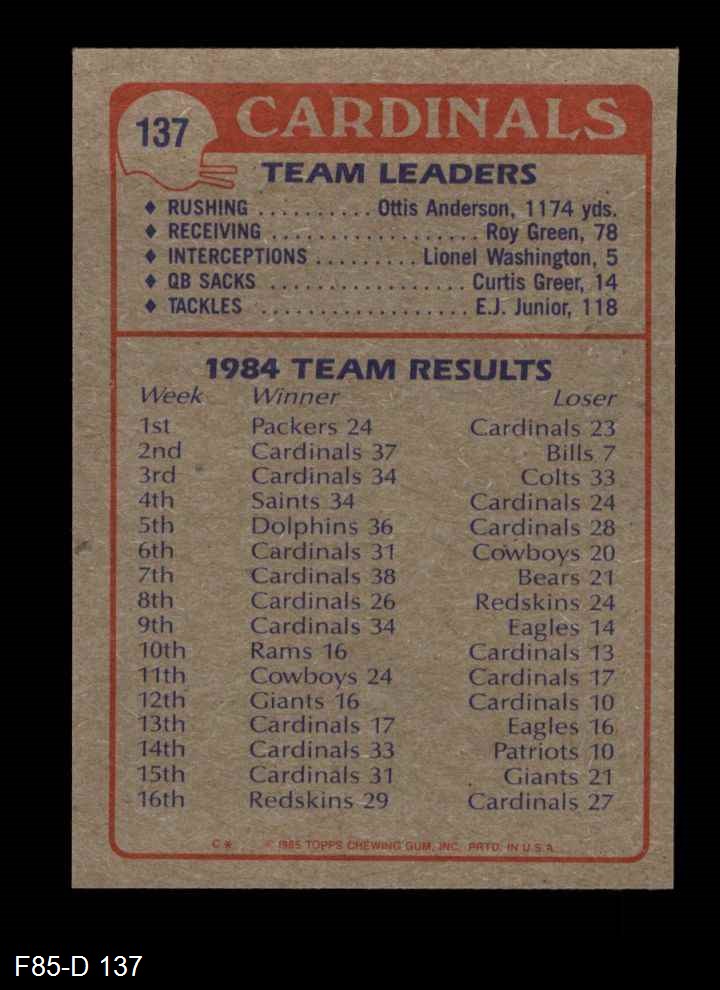 137
CARDINALS
TEAM LEADERS
♦ RUSHING .......... Ottis Anderson, 1174 yds.
♦ RECEIVING ................... Roy Green, 78
♦ INTERCEPTIONS ......... Lionel Washington, 5
♦ QB SACKS .................. Curtis Greer, 14
♦ TACKLES ................... E.J. Junior, 118
1984 TEAM RESULTS
Week Winner Loser
1st Packers 24 Cardinals 23
2nd Cardinals 37 Bills 7
3rd Cardinals 34 Colts 33
4th Saints 34 Cardinals 24
5th Dolphins 36 Cardinals 28
6th Cardinals 31 Cowboys 20
7th Cardinals 38 Bears 21
8th Cardinals 26 Redskins 24
9th Cardinals 34 Eagles 14
10th Rams 16 Cardinals 13
11th Cowboys 24 Cardinals 17
12th Giants 16 Cardinals 10
13th Cardinals 17 Eagles 16
14th Cardinals 33 Patriots 10
15th Cardinals 31 Giants 21
16th Redskins 29 Cardinals 27
C* © 1985 TOPPS CHEWING GUM, INC. PRTD. IN U.S.A.
F85-D 137